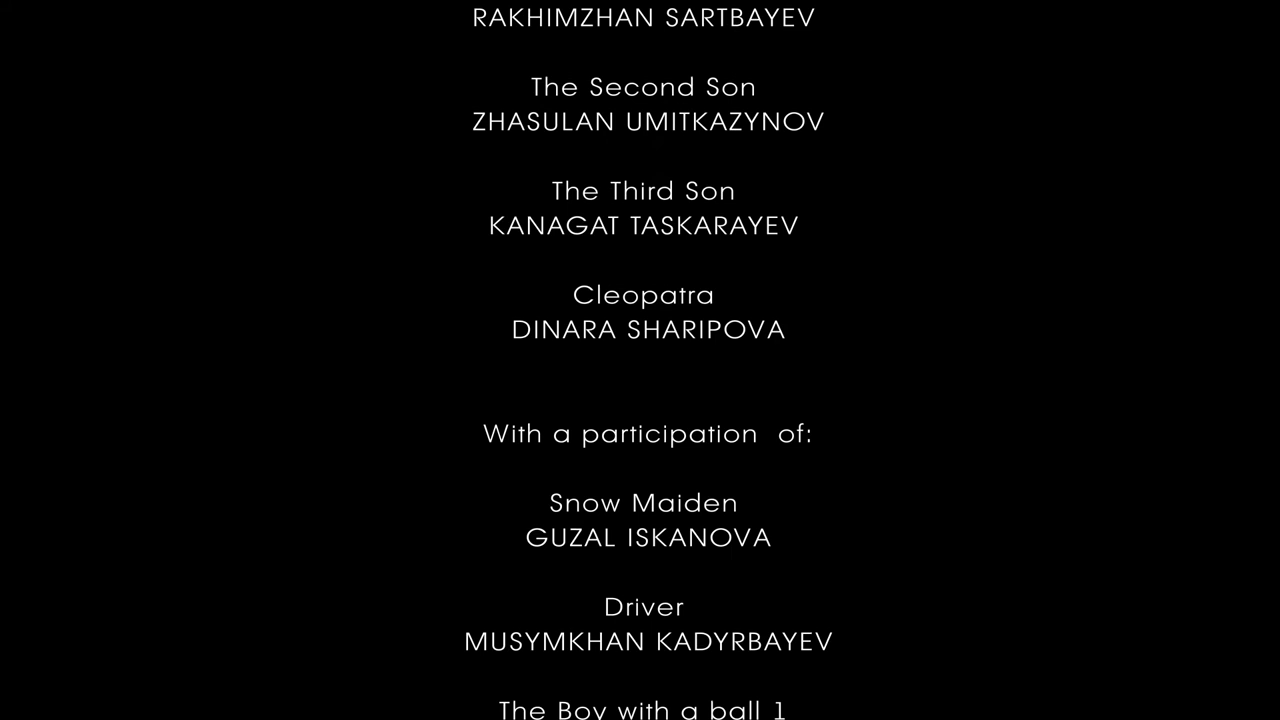 RAKHIMZHAN SARTBAYEV
The Second Son
ZHASULAN UMITKAZYNOV
The Third Son
KANAGAT TASKARAYEV
Cleopatra
DINARA SHARIPOVA
With a participation of:
Snow Maiden
GUZAL ISKANOVA
Driver
MUSYMKHAN KADYRBAYEV
The Boy with a ball 1